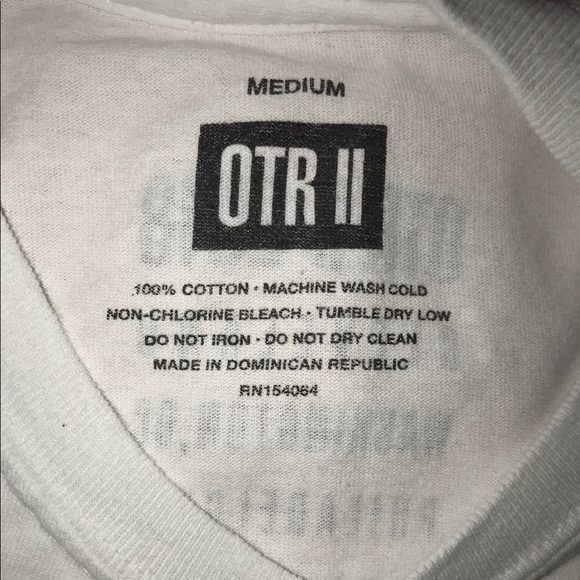 MEDIUM
OTR II
100% COTTON • MACHINE WASH COLD
NON-CHLORINE BLEACH • TUMBLE DRY LOW
DO NOT IRON • DO NOT DRY CLEAN
MADE IN DOMINICAN REPUBLIC
RN154064